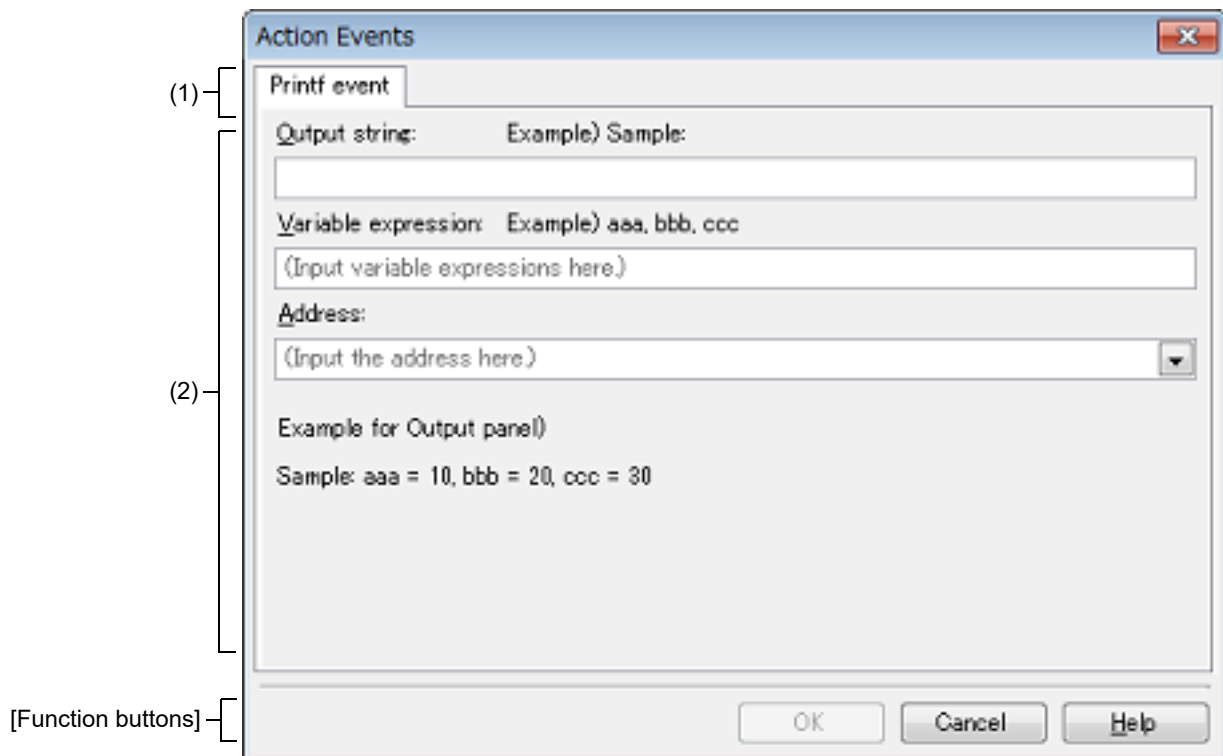 Action Events
(1)
Printf event
Output string: Example) Sample:
Variable expression: Example) aaa, bbb, ccc
(Input variable expressions here.)
Address:
(Input the address here.)
(2)
Example for Output panel)
Sample: aaa = 10, bbb = 20, ccc = 30
[Function buttons]
OK Cancel Help